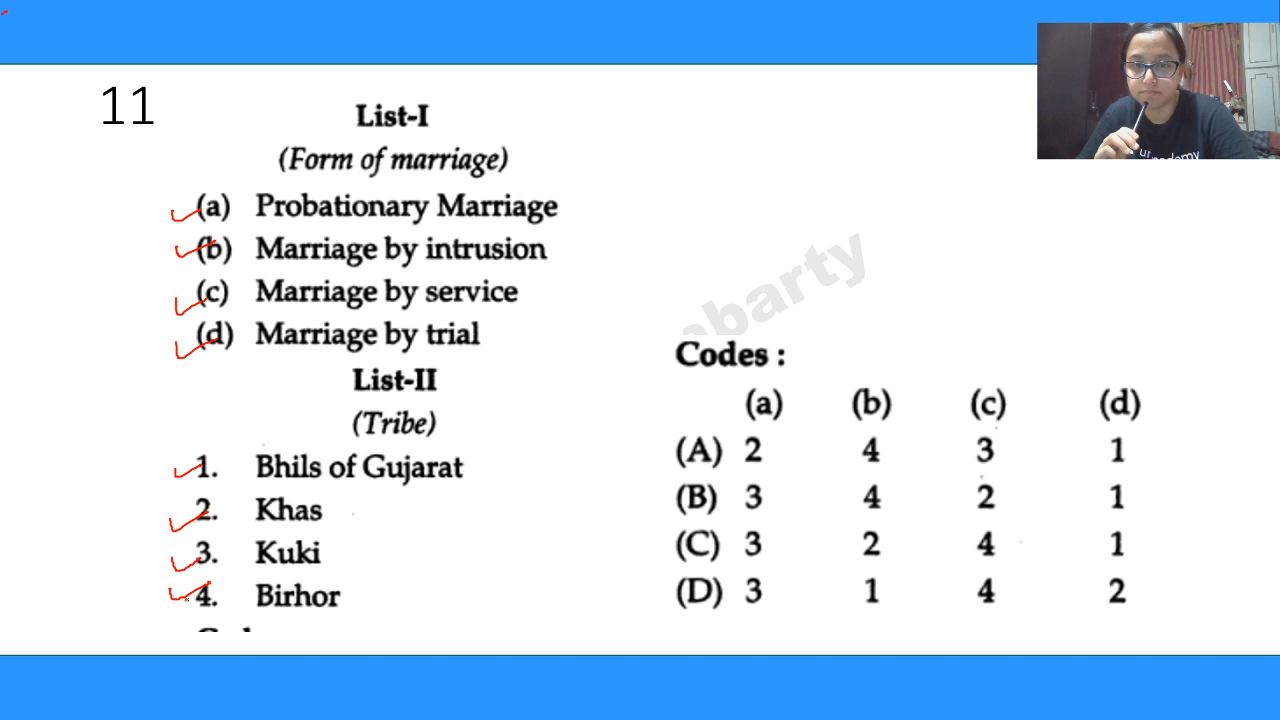 11
List-I
(Form of marriage)
(a) Probationary Marriage
(b) Marriage by intrusion
(c) Marriage by service
(d) Marriage by trial
List-II
(Tribe)
1. Bhils of Gujarat
2. Khas
3. Kuki
4. Birhor
Codes :
(a) (b) (c) (d)
(A) 2 4 3 1
(B) 3 4 2 1
(C) 3 2 4 1
(D) 3 1 4 2